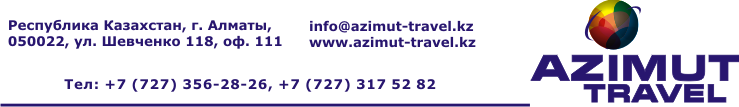 Республика Казахстан, г. Алматы,
050022, ул. Шевченко 118, оф. 111
info@azimut-travel.kz
www.azimut-travel.kz
Тел: +7 (727) 356-28-26, +7 (727) 317 52 82
AZIMUT
TRAVEL